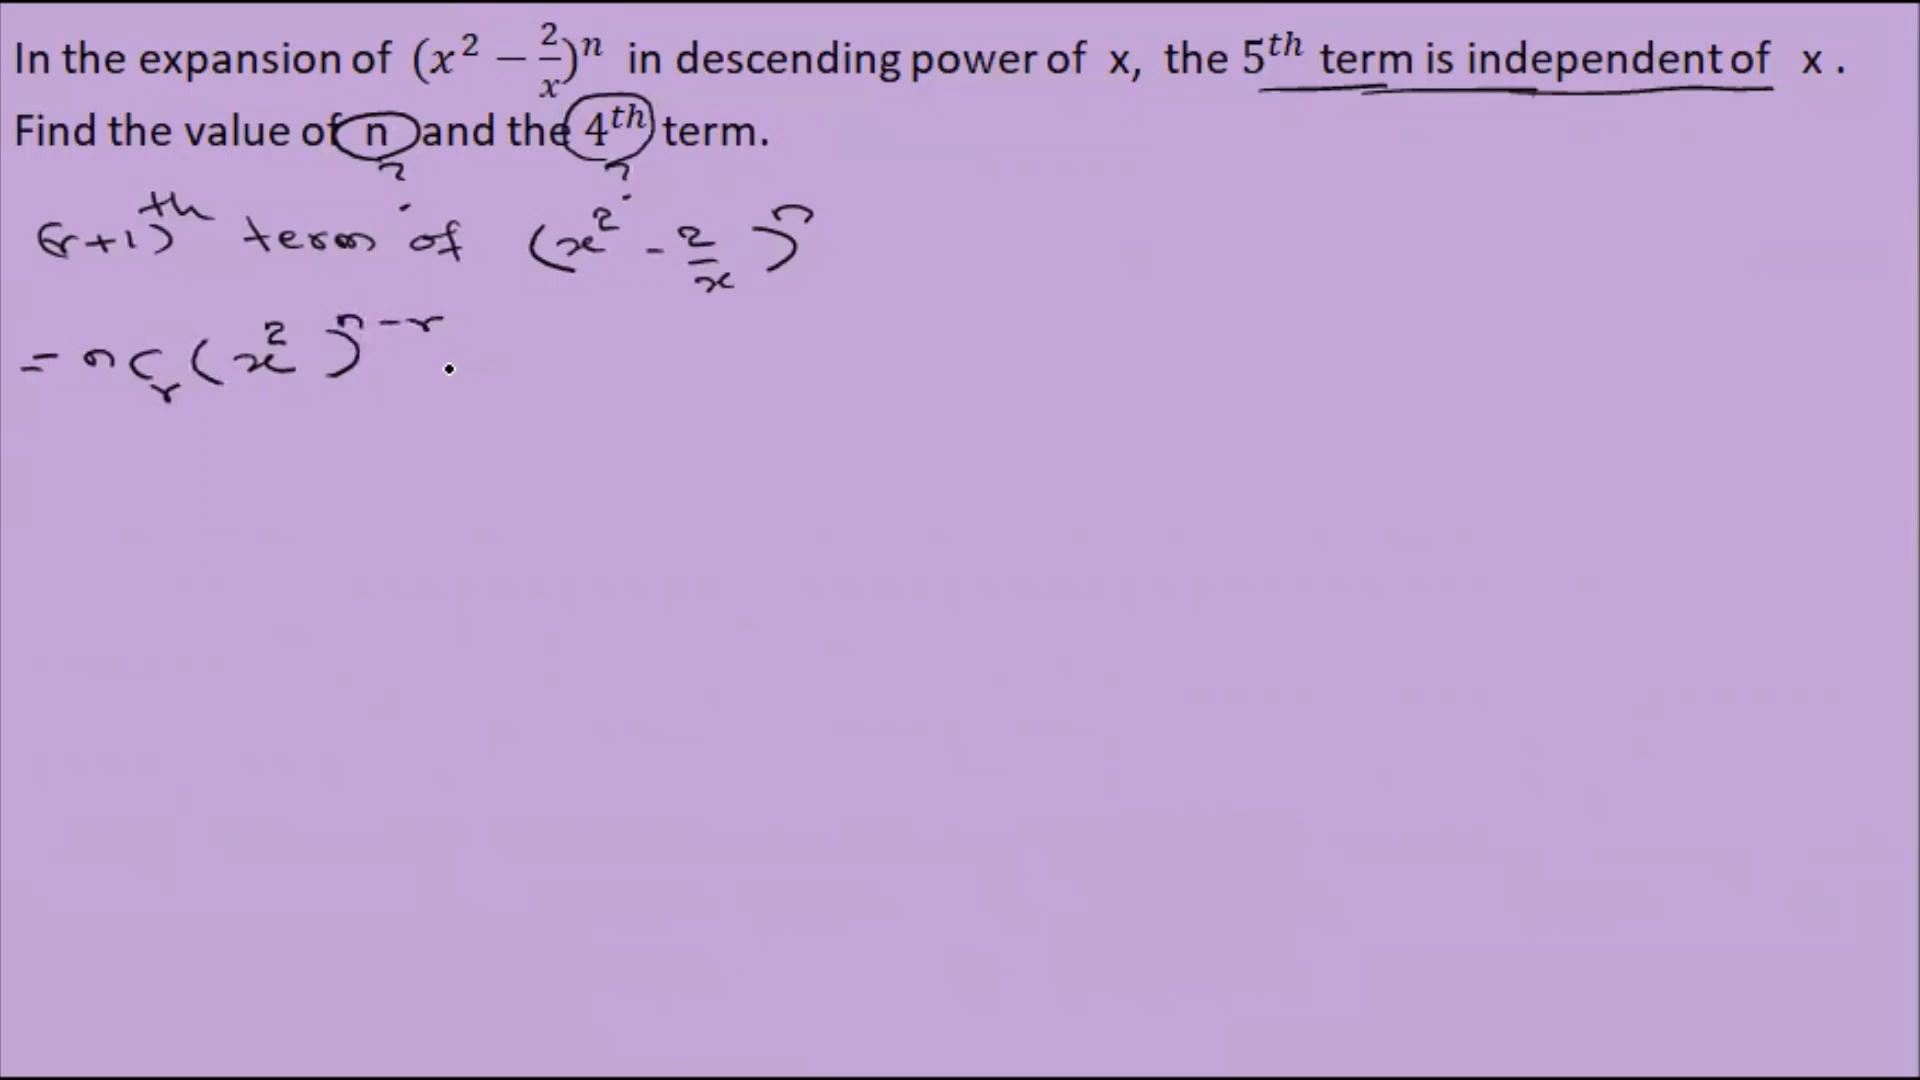 In the expansion of (x² − 2/x)ⁿ in descending power of x, the 5ᵗʰ term is independent of x .
Find the value of n and the 4ᵗʰ term.
? ?
(r+1)ᵗʰ term of (x² - 2/x)ⁿ
= nCᵣ (x²)ⁿ⁻ʳ .